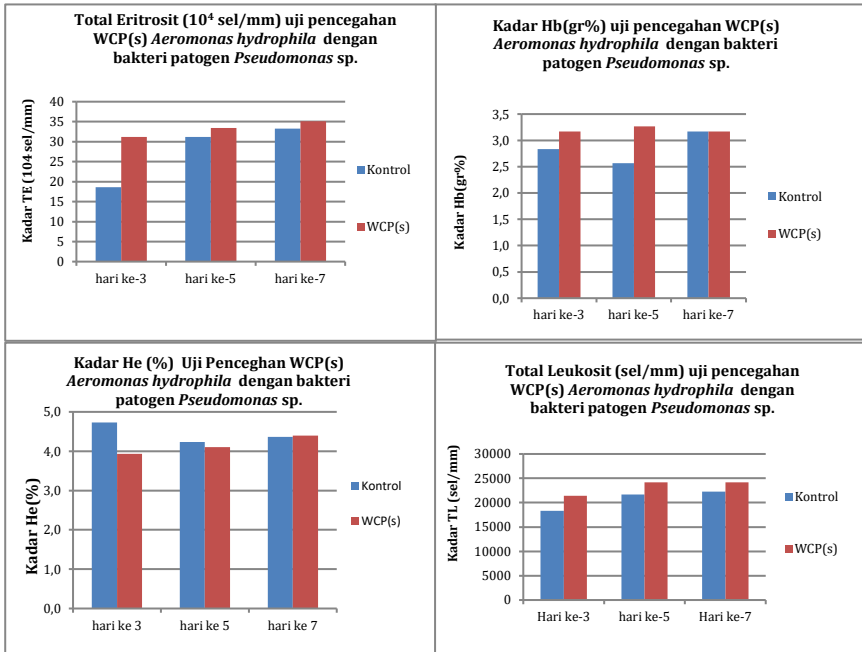 Total Eritrosit (10⁴ sel/mm) uji pencegahan
WCP(s) Aeromonas hydrophila dengan
bakteri patogen Pseudomonas sp.
Kadar TE (104 sel/mm)
40
35
30
25
20
15
10
5
0
hari ke-3 hari ke-5 hari ke-7
Kontrol
WCP(s)
Kadar Hb(gr%) uji pencegahan WCP(s)
Aeromonas hydrophila dengan bakteri
patogen Pseudomonas sp.
Kadar Hb(gr%)
3,5
3,0
2,5
2,0
1,5
1,0
0,5
0,0
hari ke-3 hari ke-5 hari ke-7
Kontrol
WCP(s)
Kadar He (%) Uji Penceghan WCP(s)
Aeromonas hydrophila dengan bakteri
patogen Pseudomonas sp.
Kadar He(%)
5,0
4,0
3,0
2,0
1,0
0,0
hari ke 3 hari ke 5 hari ke 7
Kontrol
WCP(s)
Total Leukosit (sel/mm) uji pencegahan
WCP(s) Aeromonas hydrophila dengan
bakteri patogen Pseudomonas sp.
Kadar TL (sel/mm)
30000
25000
20000
15000
10000
5000
0
Hari ke-3 hari ke-5 Hari ke-7
Kontrol
WCP(s)